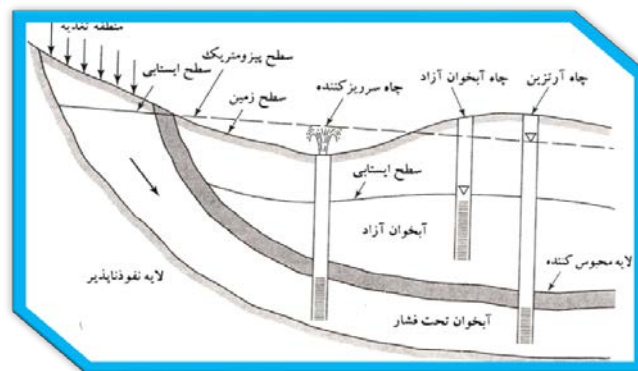 منطقه تغذیه
سطح ایستابی
سطح پیزومتریک
سطح زمین
چاه سرریزکننده
چاه آبخوان آزاد
چاه آرتزین
سطح ایستابی
آبخوان آزاد
لایه محبوس کننده
لایه نفوذناپذیر
آبخوان تحت فشار